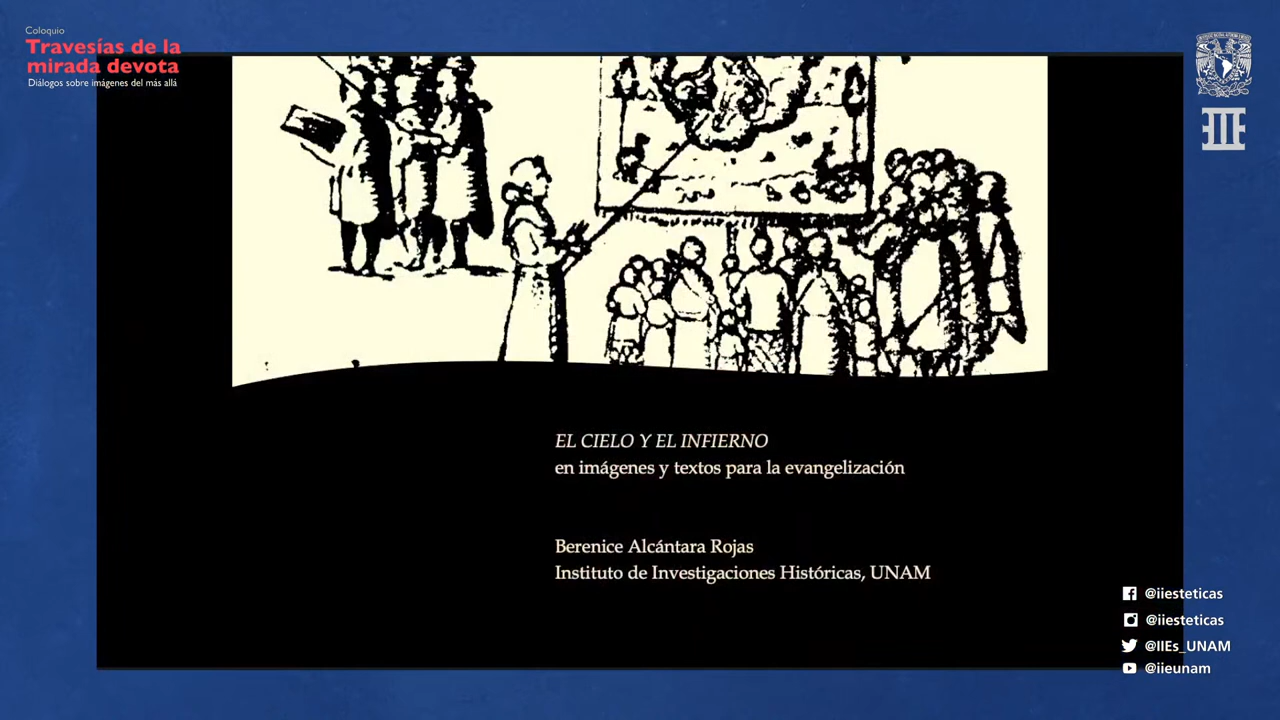 Coloquio
Travesías de la
mirada devota
Diálogos sobre imágenes del más allá
EL CIELO Y EL INFIERNO
en imágenes y textos para la evangelización
Berenice Alcántara Rojas
Instituto de Investigaciones Históricas, UNAM
@iiesteticas
@iiesteticas
@IIEs_UNAM
@iieunam